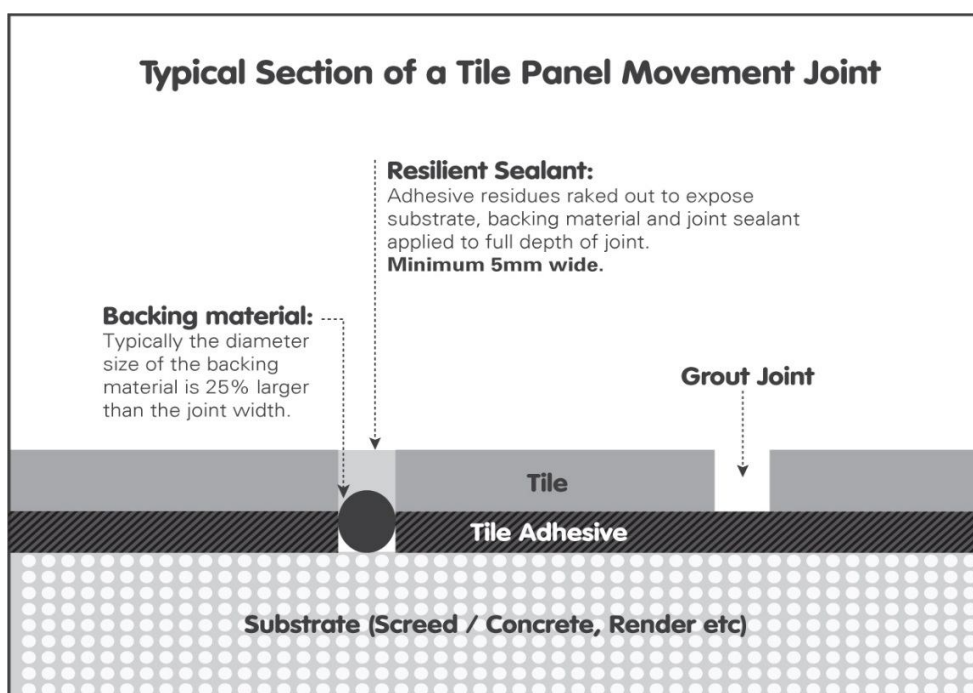 Typical Section of a Tile Panel Movement Joint
Resilient Sealant:
Adhesive residues raked out to expose
substrate, backing material and joint sealant
applied to full depth of joint.
Minimum 5mm wide.
Backing material:
Typically the diameter
size of the backing
material is 25% larger
than the joint width.
Grout Joint
Tile
Tile Adhesive
Substrate (Screed / Concrete, Render etc)